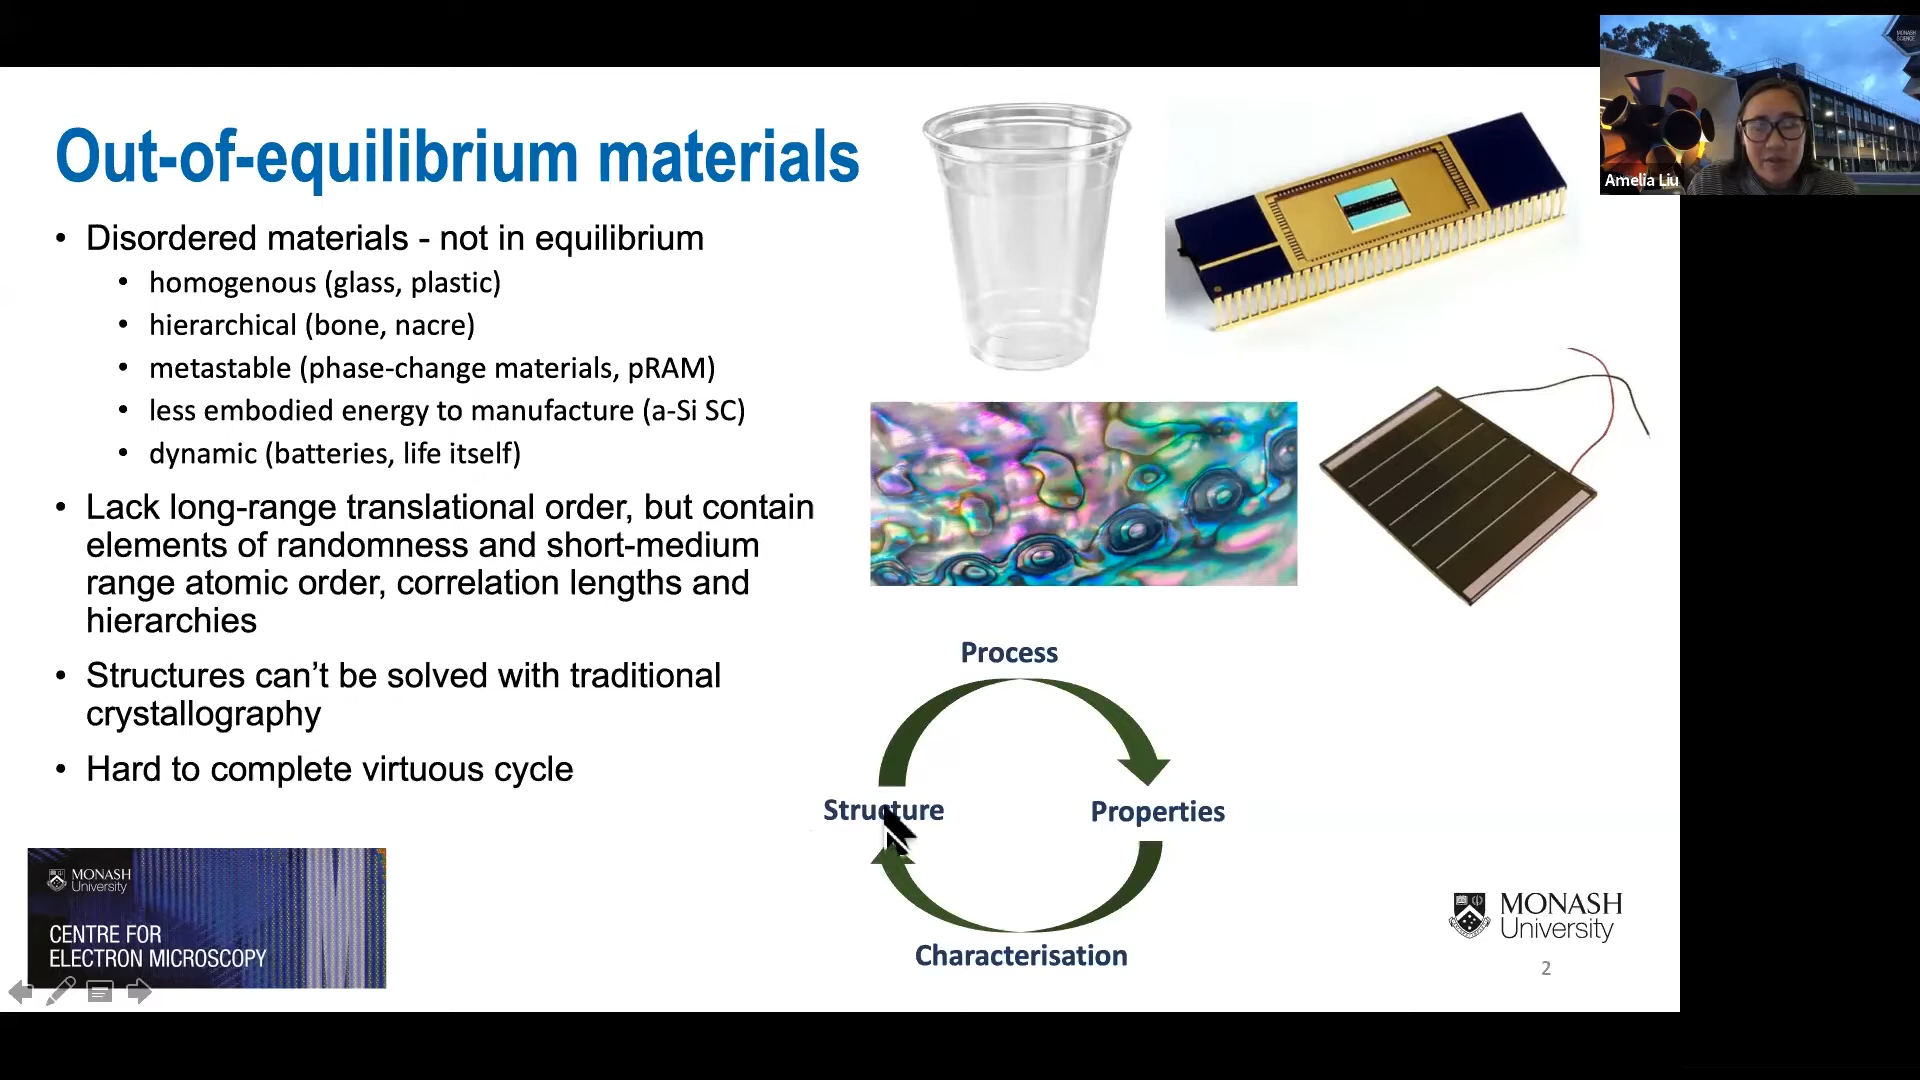 Out-of-equilibrium materials
• Disordered materials - not in equilibrium
• homogenous (glass, plastic)
• hierarchical (bone, nacre)
• metastable (phase-change materials, pRAM)
• less embodied energy to manufacture (a-Si SC)
• dynamic (batteries, life itself)
• Lack long-range translational order, but contain
elements of randomness and short-medium
range atomic order, correlation lengths and
hierarchies
• Structures can’t be solved with traditional
crystallography
• Hard to complete virtuous cycle
Process
Structure
Properties
Characterisation
MONASH
University
CENTRE FOR
ELECTRON MICROSCOPY
MONASH
University
2
MONASH
SCIENCE
Amelia Liu